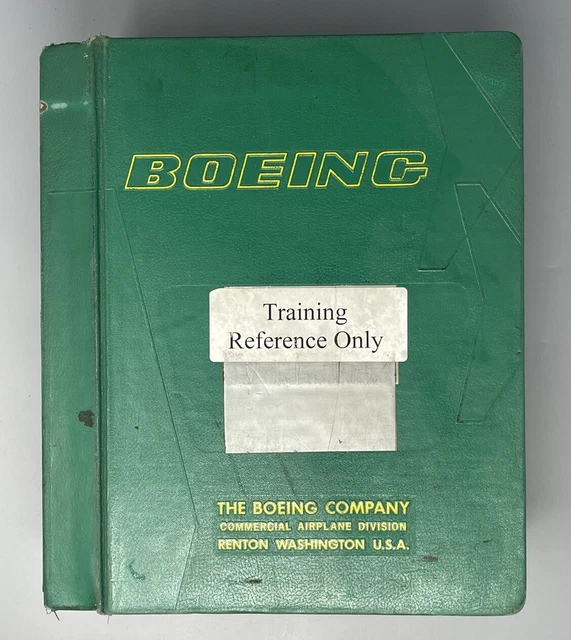 BOEING
Training
Reference Only
THE BOEING COMPANY
COMMERCIAL AIRPLANE DIVISION
RENTON WASHINGTON U.S.A.